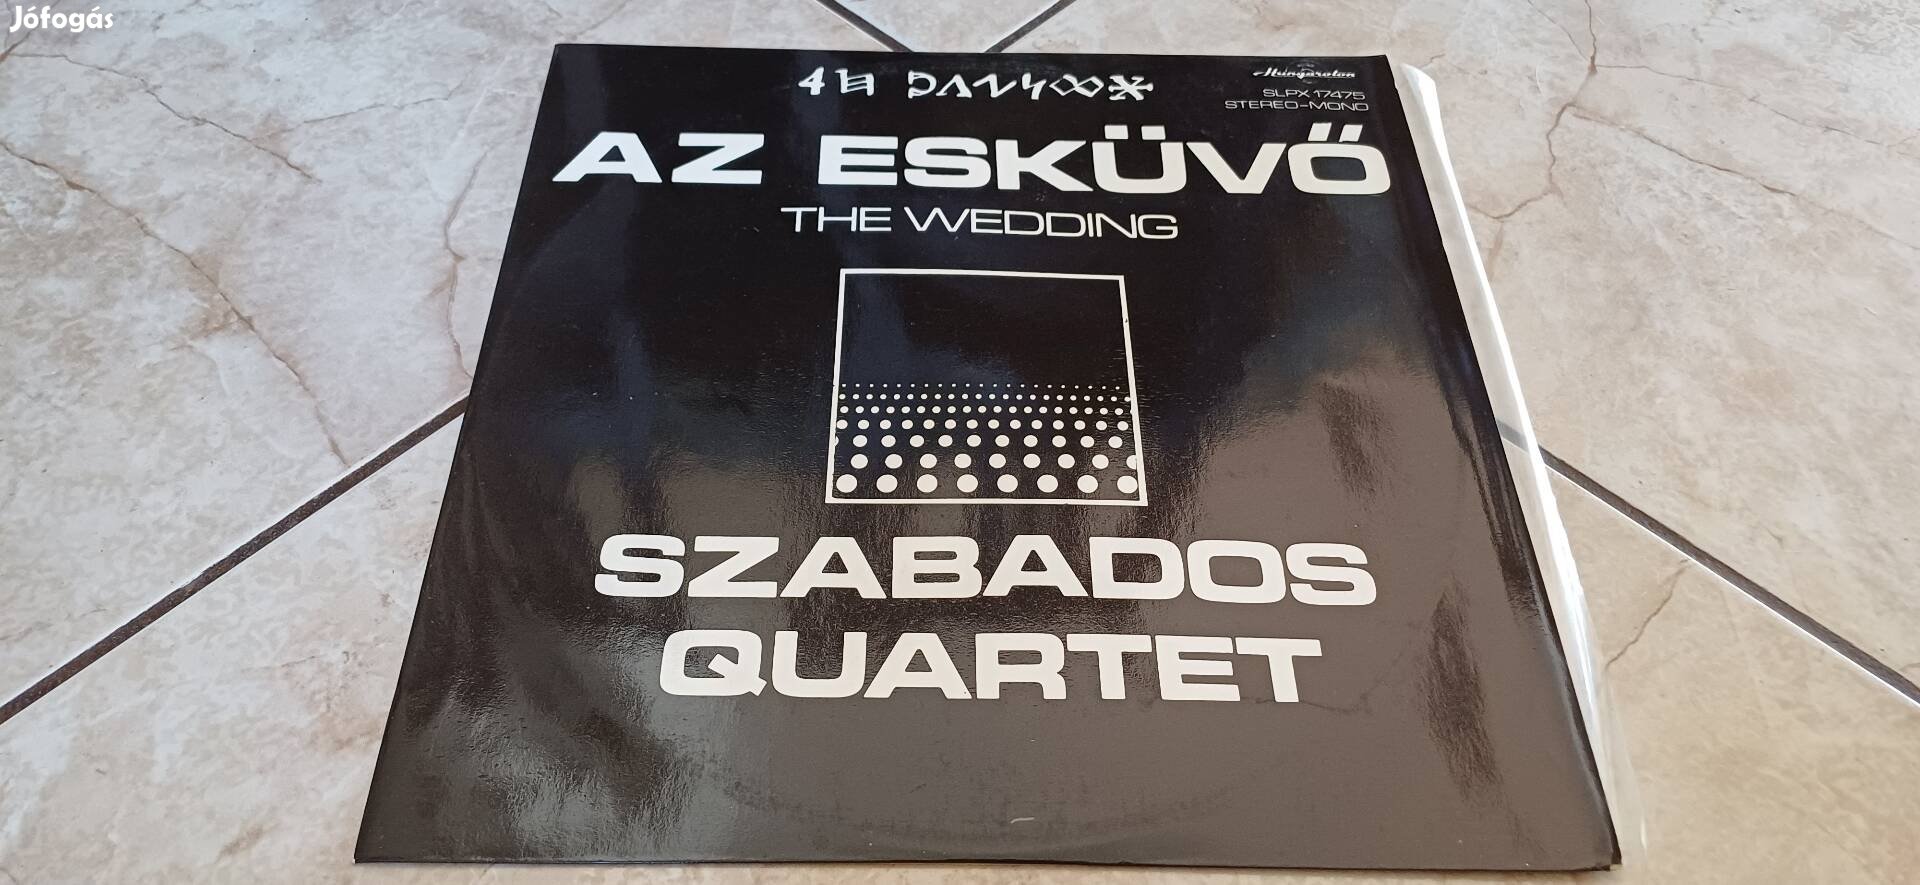 Jófogás
Hungaroton
SLPX 17475
STEREO-MONO
AZ ESKÜVŐ
THE WEDDING
SZABADOS
QUARTET